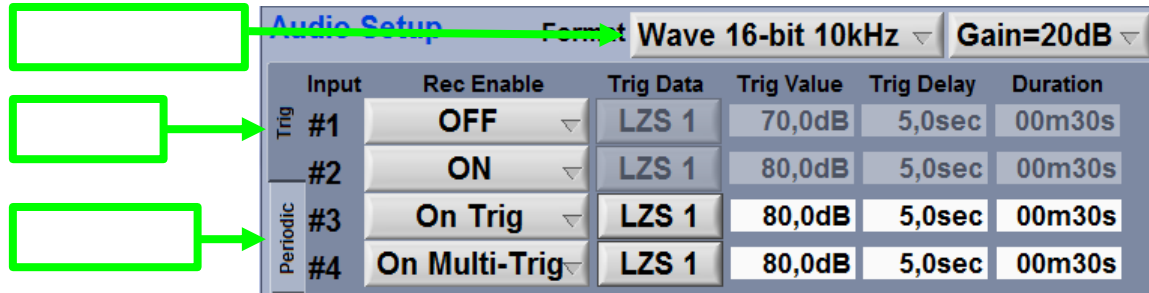 Audio Setup Format Wave 16-bit 10kHz Gain=20dB
Input Rec Enable Trig Data Trig Value Trig Delay Duration
Trig
#1 OFF LZS 1 70,0dB 5,0sec 00m30s
#2 ON LZS 1 80,0dB 5,0sec 00m30s
Periodic
#3 On Trig LZS 1 80,0dB 5,0sec 00m30s
#4 On Multi-Trig LZS 1 80,0dB 5,0sec 00m30s